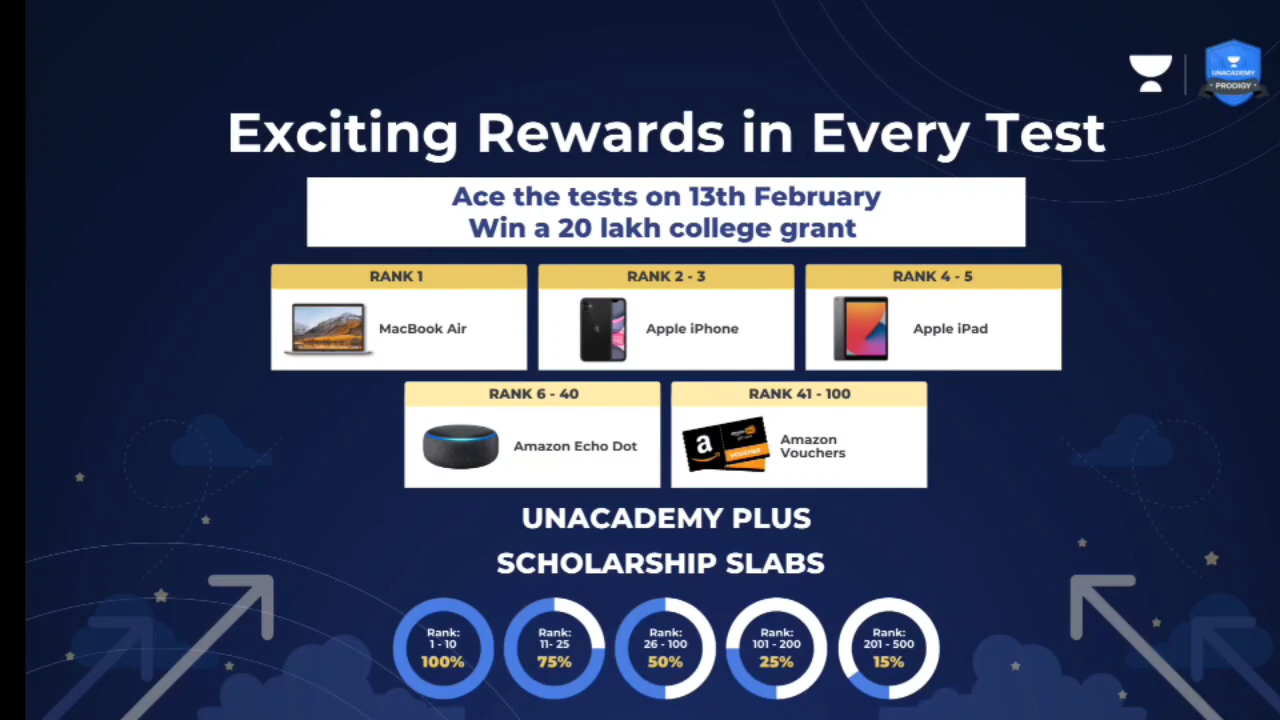 UNACADEMY
PRODIGY
Exciting Rewards in Every Test
Ace the tests on 13th February
Win a 20 lakh college grant
RANK 1
MacBook Air
RANK 2 - 3
Apple iPhone
RANK 4 - 5
Apple iPad
RANK 6 - 40
Amazon Echo Dot
RANK 41 - 100
a
Amazon
Vouchers
UNACADEMY PLUS
SCHOLARSHIP SLABS
Rank:
1 - 10
100%
Rank:
11- 25
75%
Rank:
26 - 100
50%
Rank:
101 - 200
25%
Rank:
201 - 500
15%